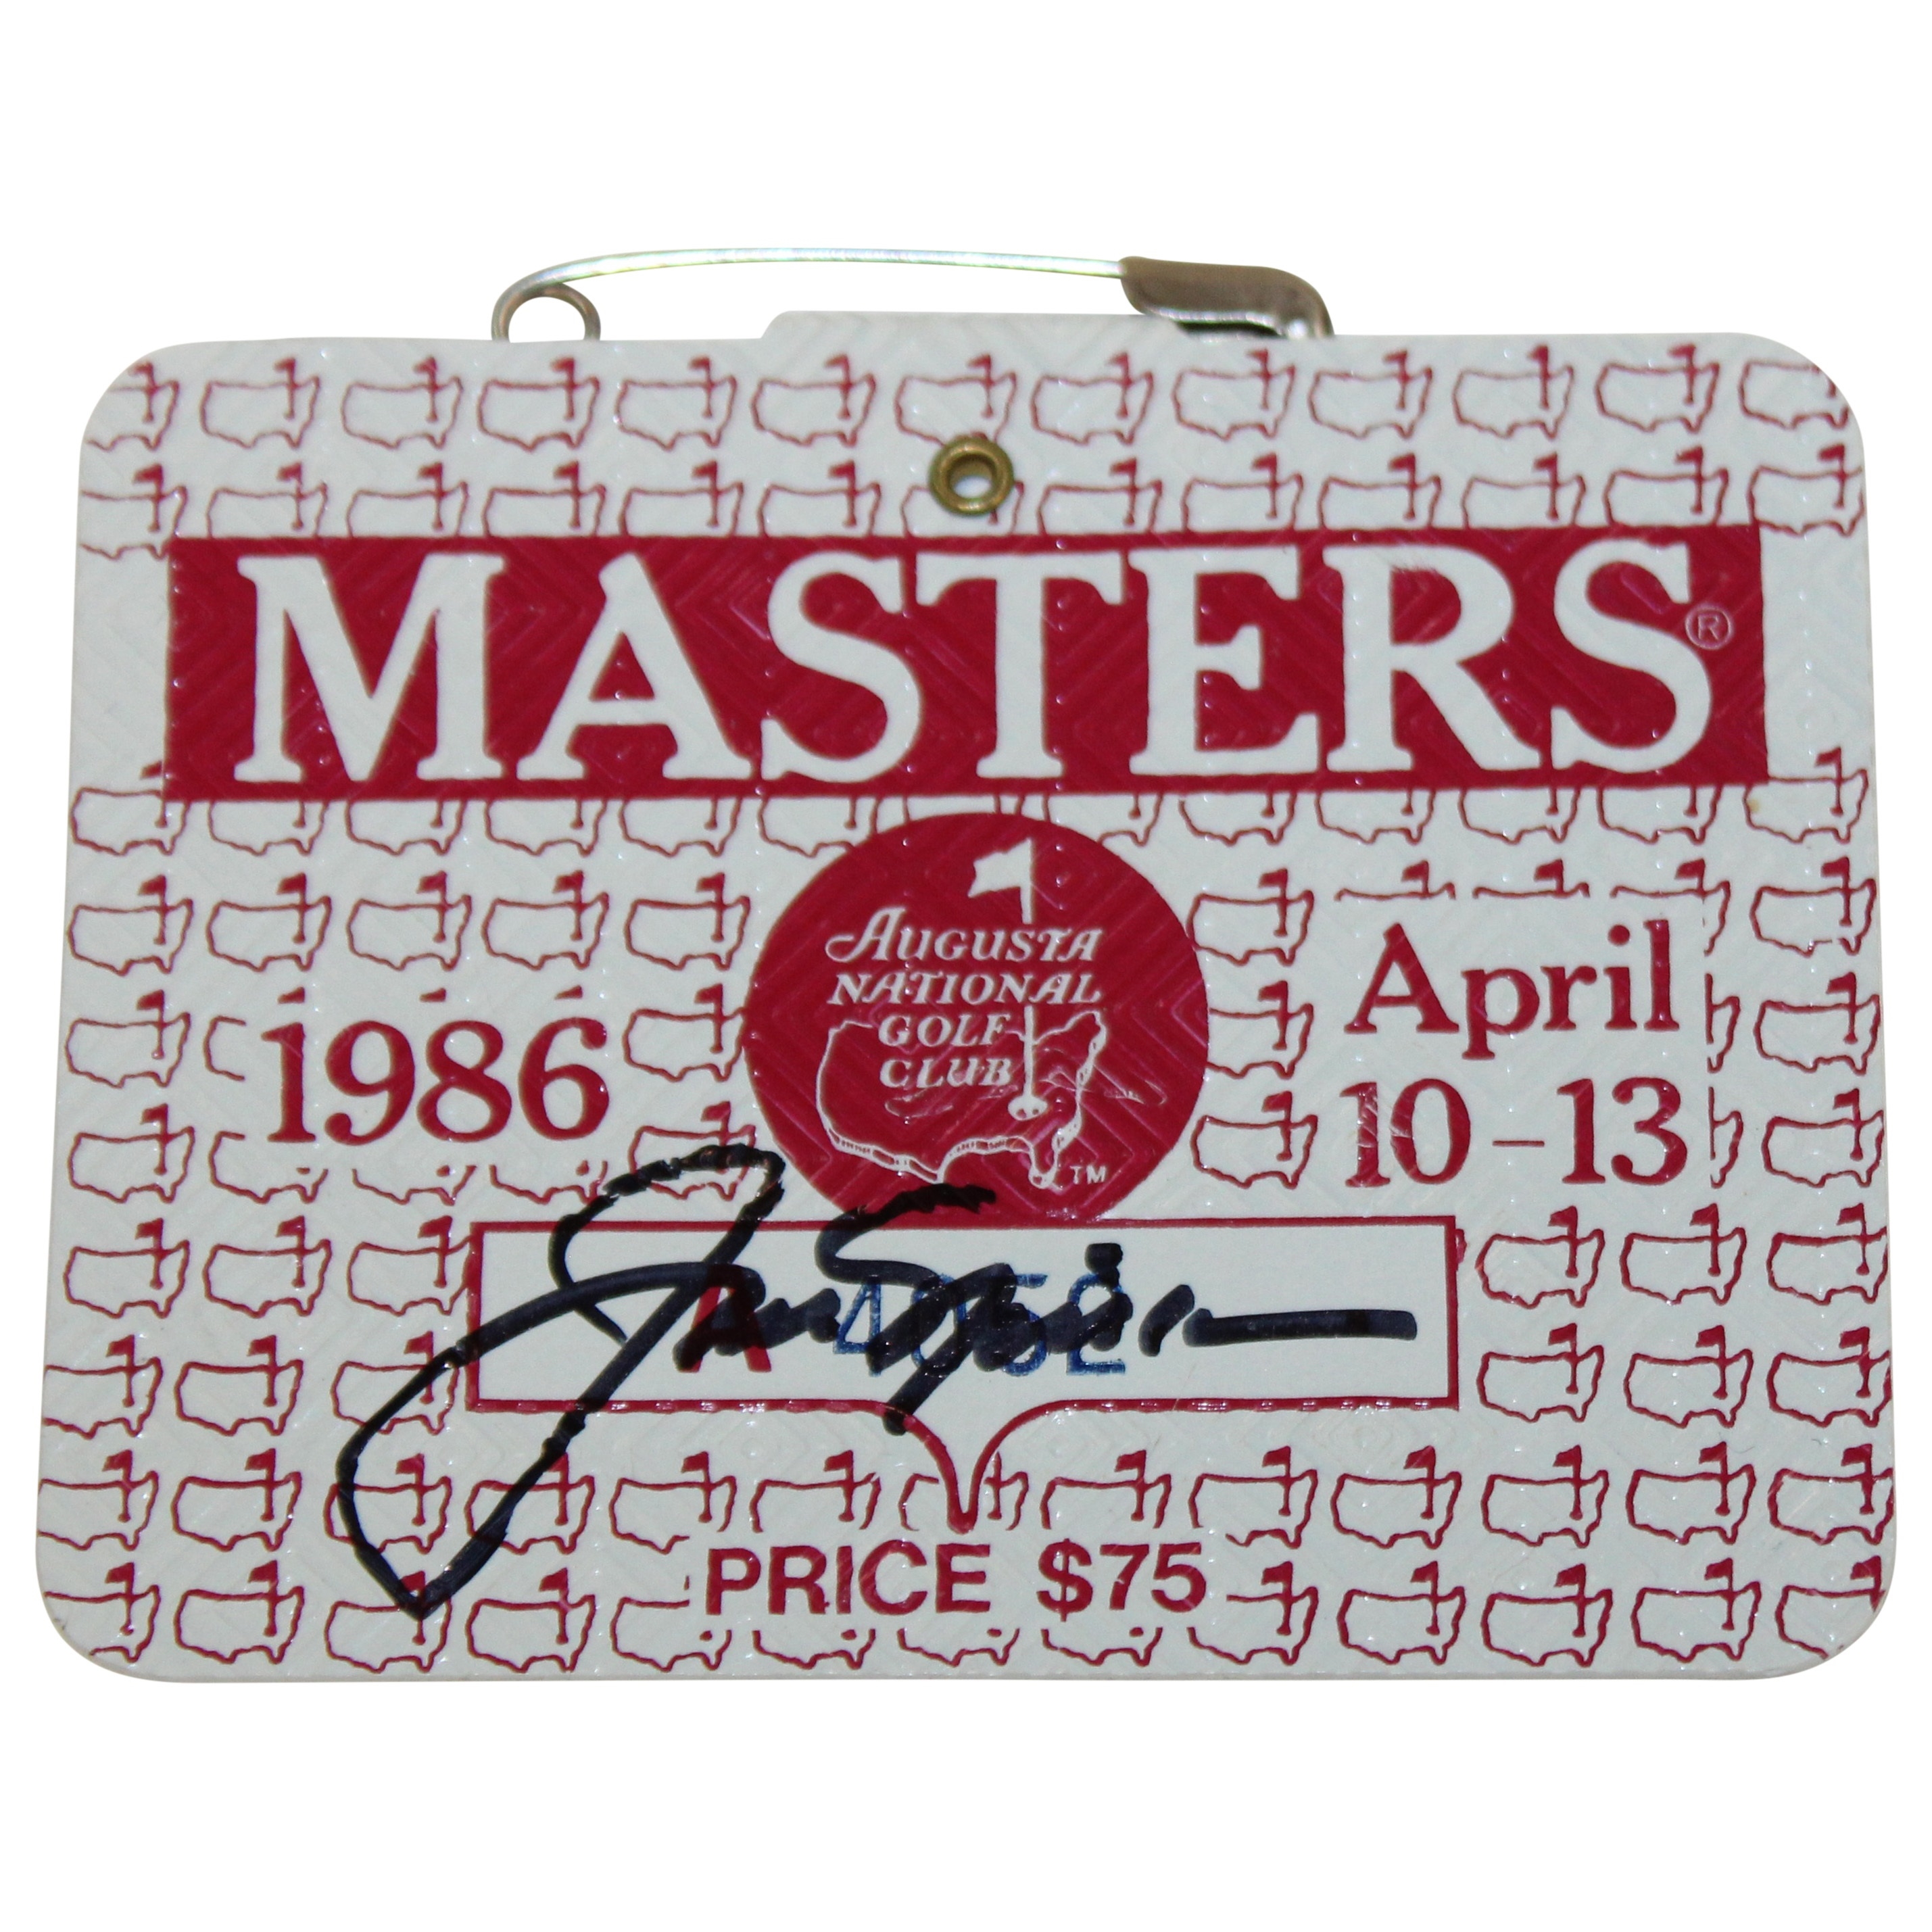 MASTERS®
AUGUSTA
NATIONAL
GOLF
CLUB
TM
1986
April
10-13
A
PRICE $75